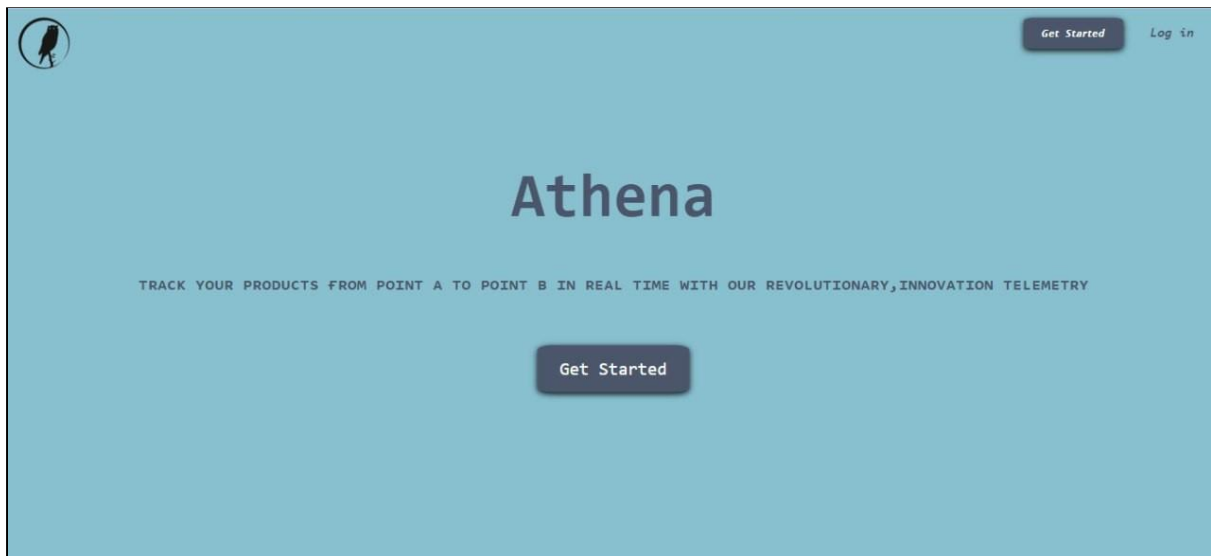 Get Started
Log in
Athena
TRACK YOUR PRODUCTS FROM POINT A TO POINT B IN REAL TIME WITH OUR REVOLUTIONARY,INNOVATION TELEMETRY
Get Started